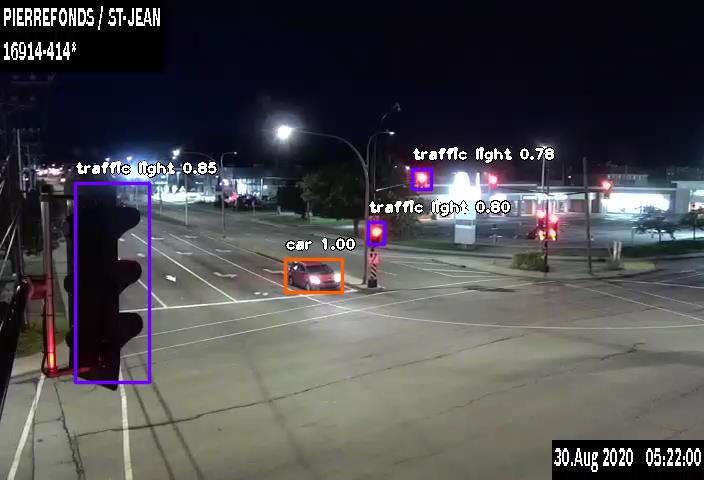 PIERREFONDS / ST-JEAN
16914-414*
traffic light 0.78
traffic light 0.85
traffic light 0.80
car 1.00
30.Aug 2020 05:22:00